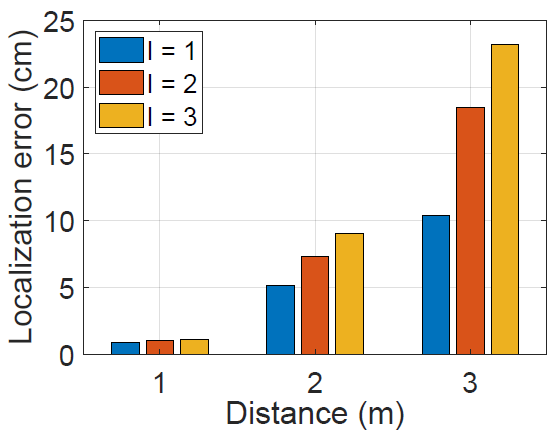 25
20
15
10
5
0
Localization error (cm)
l = 1
l = 2
l = 3
1 2 3
Distance (m)